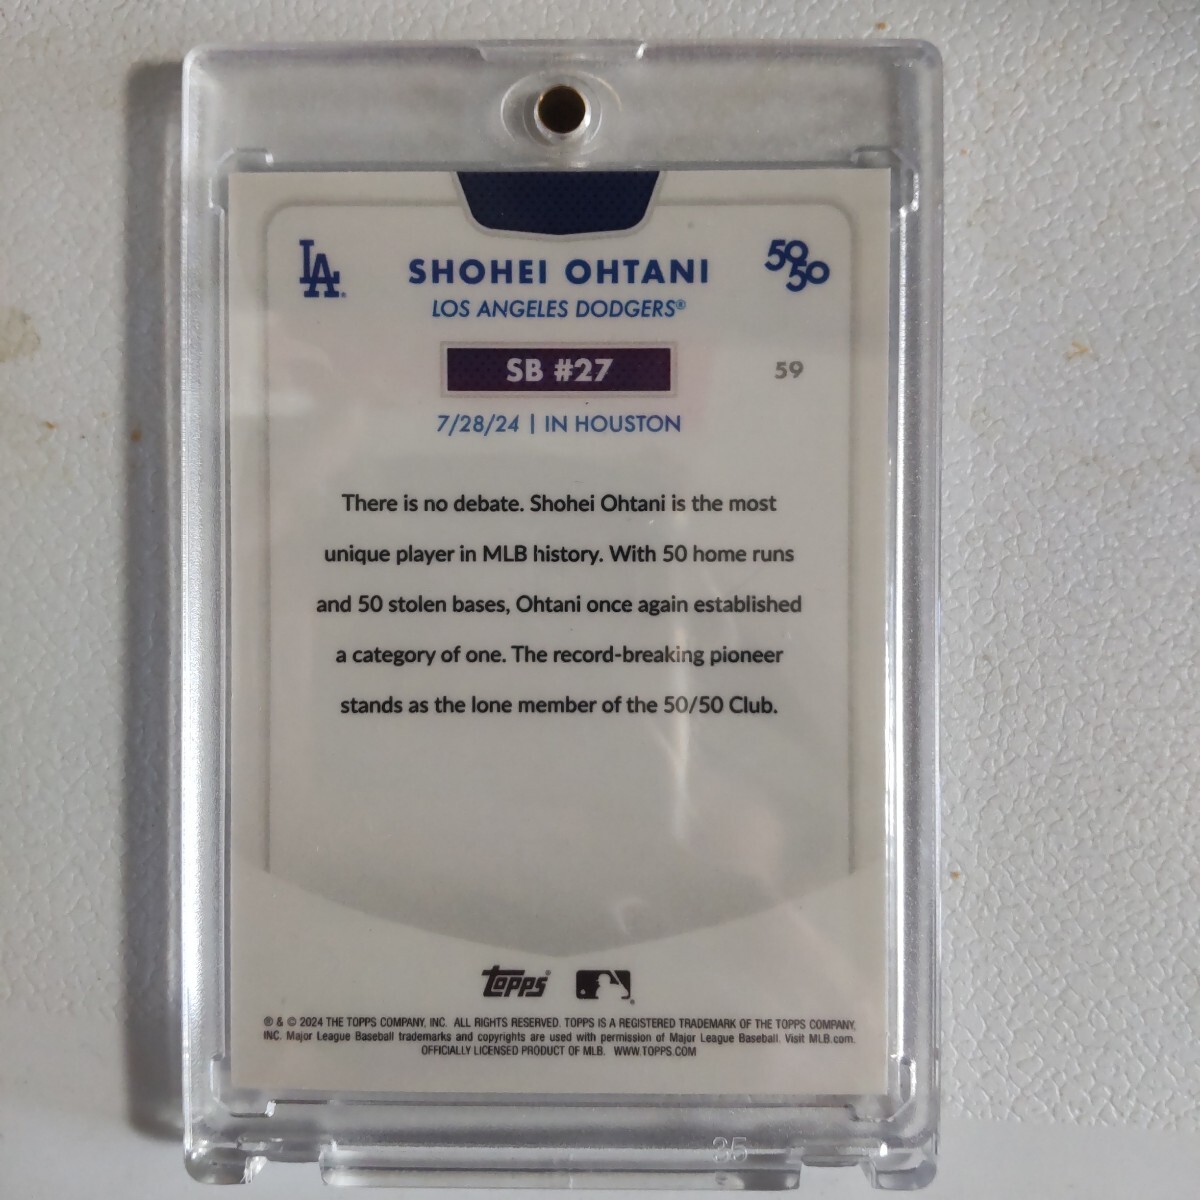 LA
SHOHEI OHTANI
50
50
LOS ANGELES DODGERS®
SB #27
59
7/28/24 | IN HOUSTON
There is no debate. Shohei Ohtani is the most
unique player in MLB history. With 50 home runs
and 50 stolen bases, Ohtani once again established
a category of one. The record-breaking pioneer
stands as the lone member of the 50/50 Club.
Topps®
® & © 2024 THE TOPPS COMPANY, INC. ALL RIGHTS RESERVED. TOPPS IS A REGISTERED TRADEMARK OF THE TOPPS COMPANY,
INC. Major League Baseball trademarks and copyrights are used with permission of Major League Baseball. Visit MLB.com.
OFFICIALLY LICENSED PRODUCT OF MLB. WWW.TOPPS.COM
35